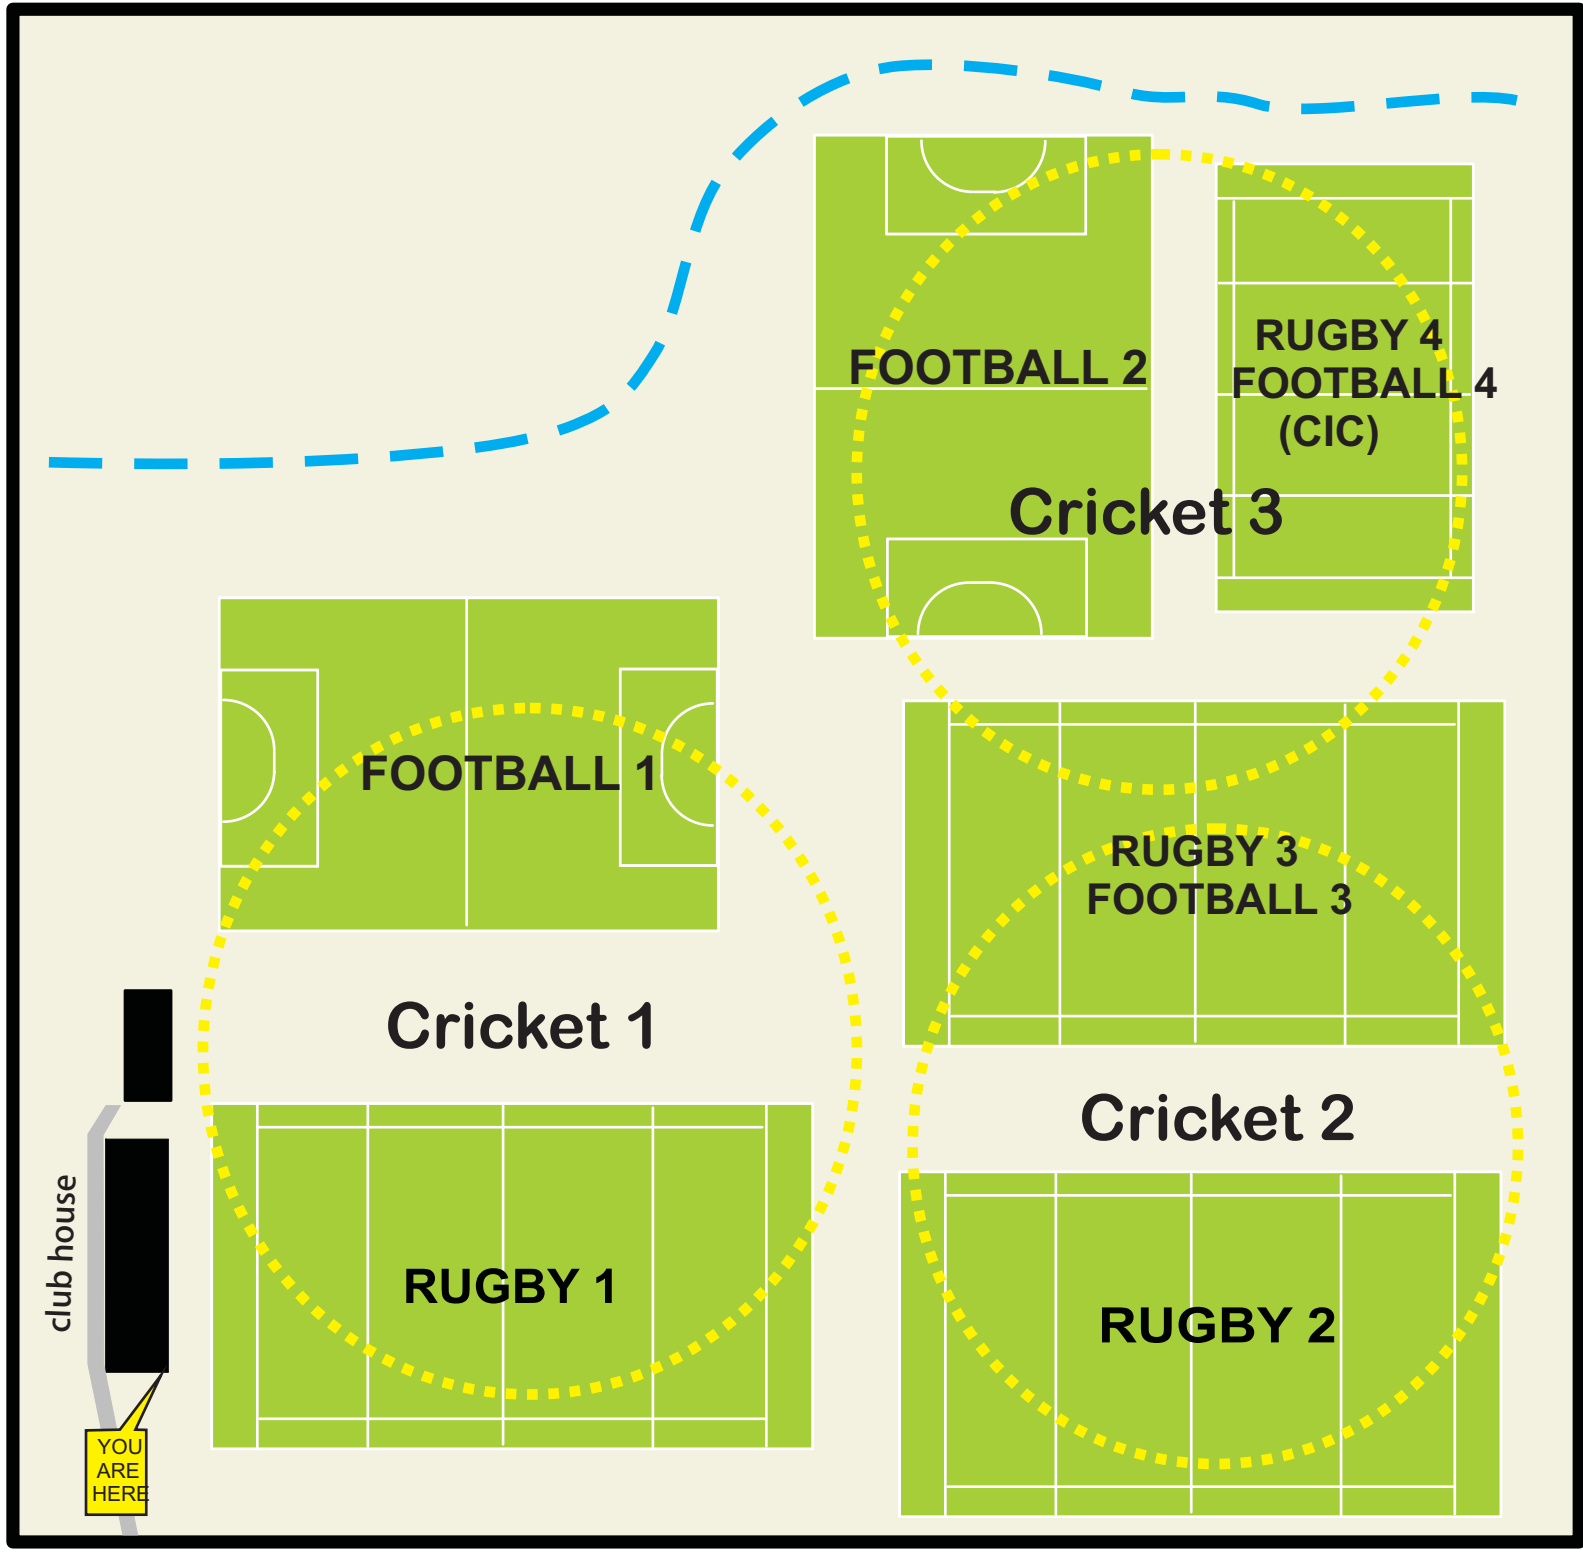 FOOTBALL 2
RUGBY 4
FOOTBALL 4
(CIC)
Cricket 3
FOOTBALL 1
RUGBY 3
FOOTBALL 3
Cricket 1
Cricket 2
club house
RUGBY 1
RUGBY 2
YOU
ARE
HERE